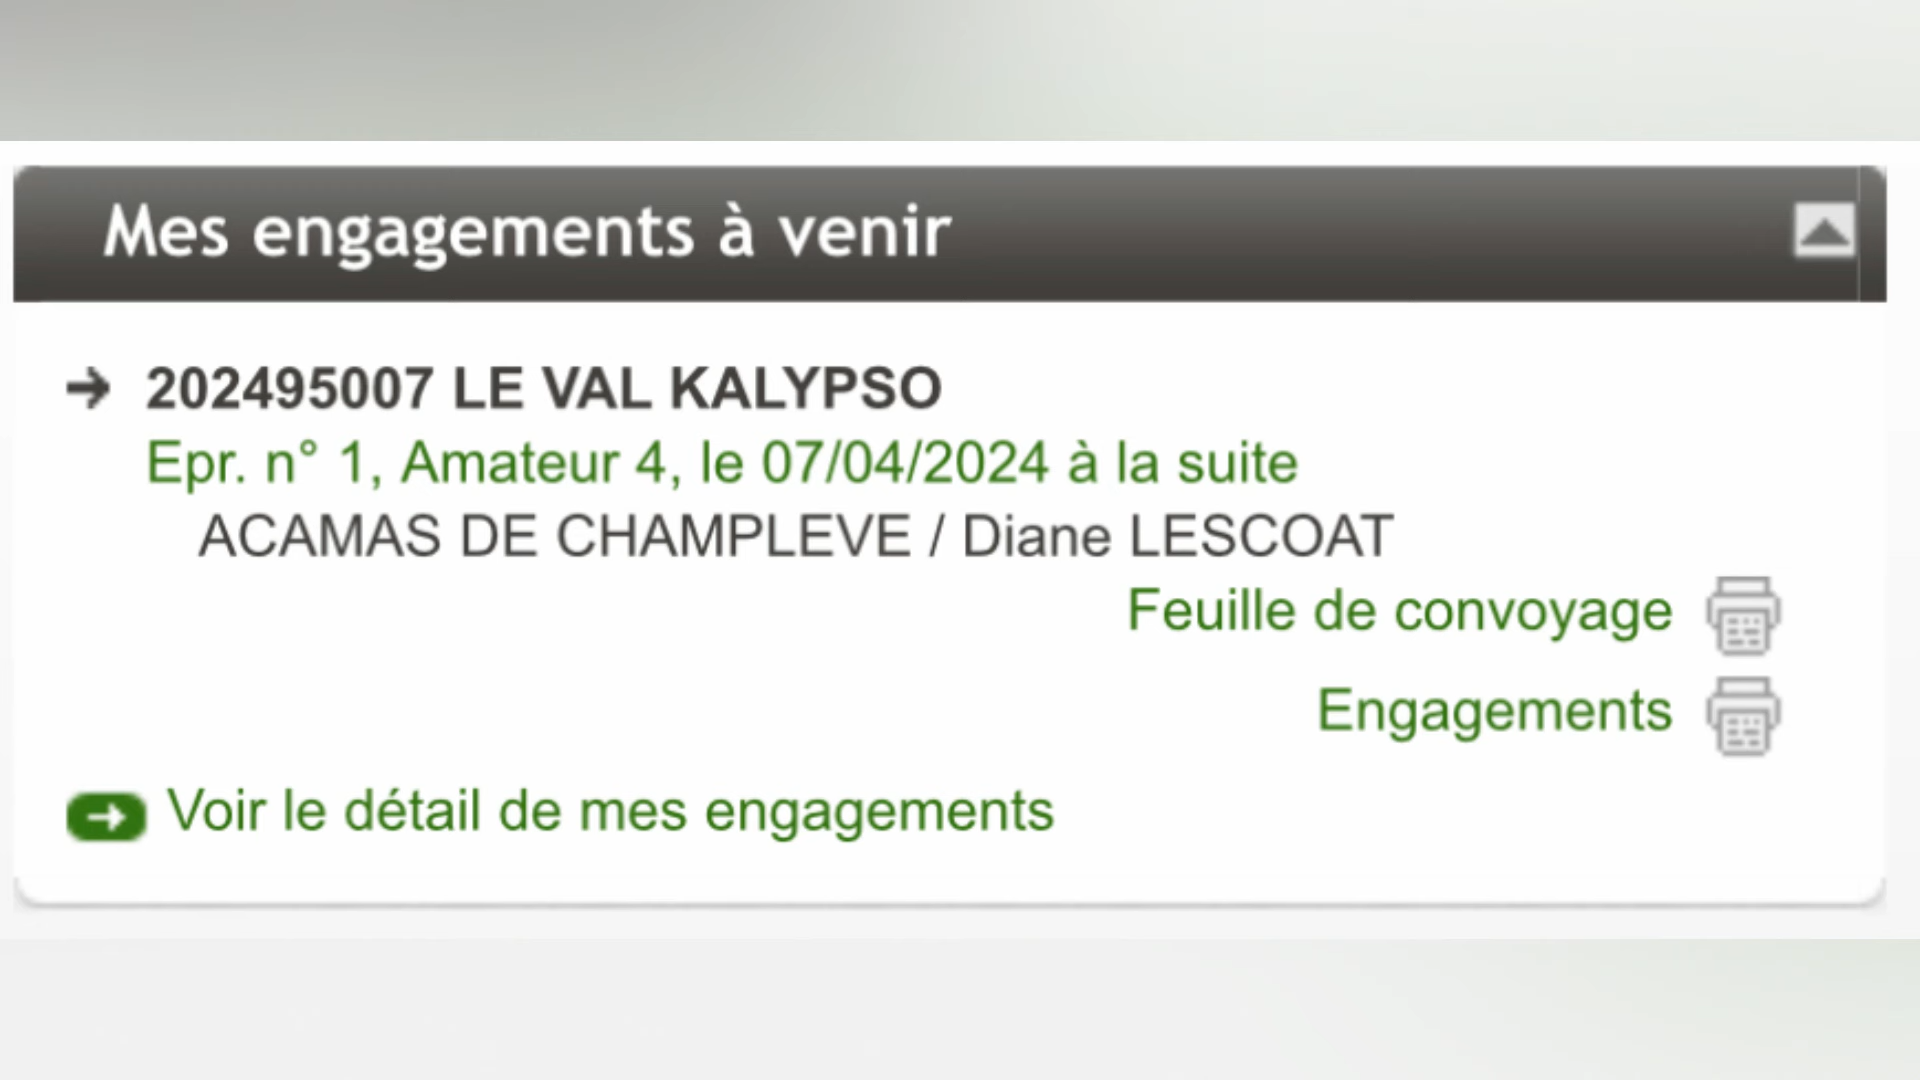 Mes engagements à venir
202495007 LE VAL KALYPSO
Epr. n° 1, Amateur 4, le 07/04/2024 à la suite
ACAMAS DE CHAMPLEVE / Diane LESCOAT
Feuille de convoyage
Engagements
Voir le détail de mes engagements